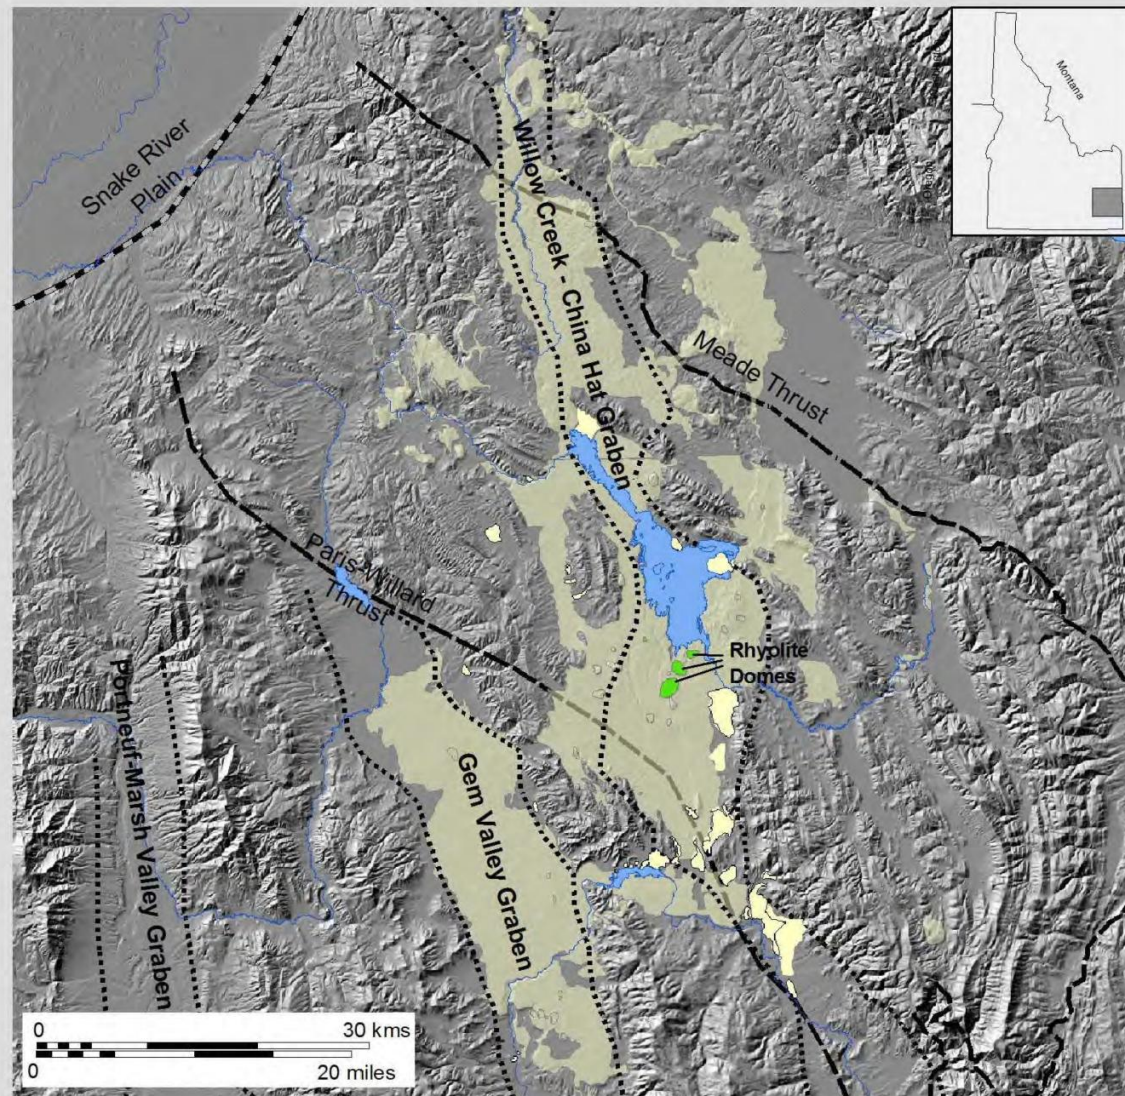 Montana
Snake River
Plain
Willow Creek - China Hat Graben
Meade Thrust
Paris-Willard
Thrust
Rhyolite
Domes
Portneuf-Marsh Valley Graben
Gem Valley Graben
0
30 kms
0
20 miles